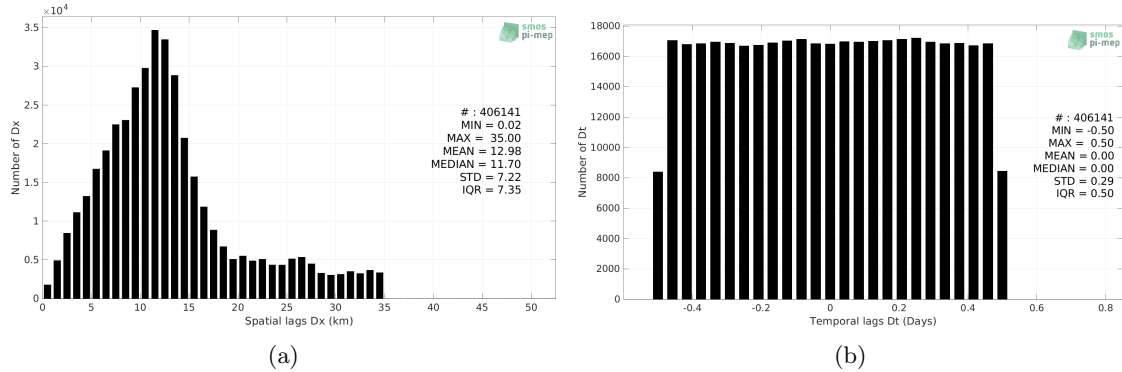 ×10⁴
3.5
3
2.5
2
1.5
1
0.5
0
Number of Dx
0 5 10 15 20 25 30 35 40 45 50
Spatial lags Dx (km)
smos
pi-mep
# : 406141
MIN = 0.02
MAX = 35.00
MEAN = 12.98
MEDIAN = 11.70
STD = 7.22
IQR = 7.35
(a)
18000
16000
14000
12000
10000
8000
6000
4000
2000
0
Number of Dt
-0.4 -0.2 0 0.2 0.4 0.6 0.8
Temporal lags Dt (Days)
smos
pi-mep
# : 406141
MIN = -0.50
MAX = 0.50
MEAN = 0.00
MEDIAN = 0.00
STD = 0.29
IQR = 0.50
(b)